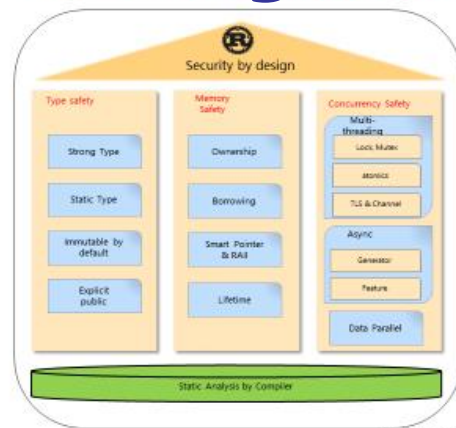 R
Security by design
Type safety
Strong Type
Static Type
Immutable by
default
Explicit
public
Memory
Safety
Ownership
Borrowing
Smart Pointer
& RAII
Lifetime
Concurrency Safety
Multi-
threading
Lock Mutex
atomics
TLS & Channel
Async
Generator
Feature
Data Parallel
Static Analysis by Compiler